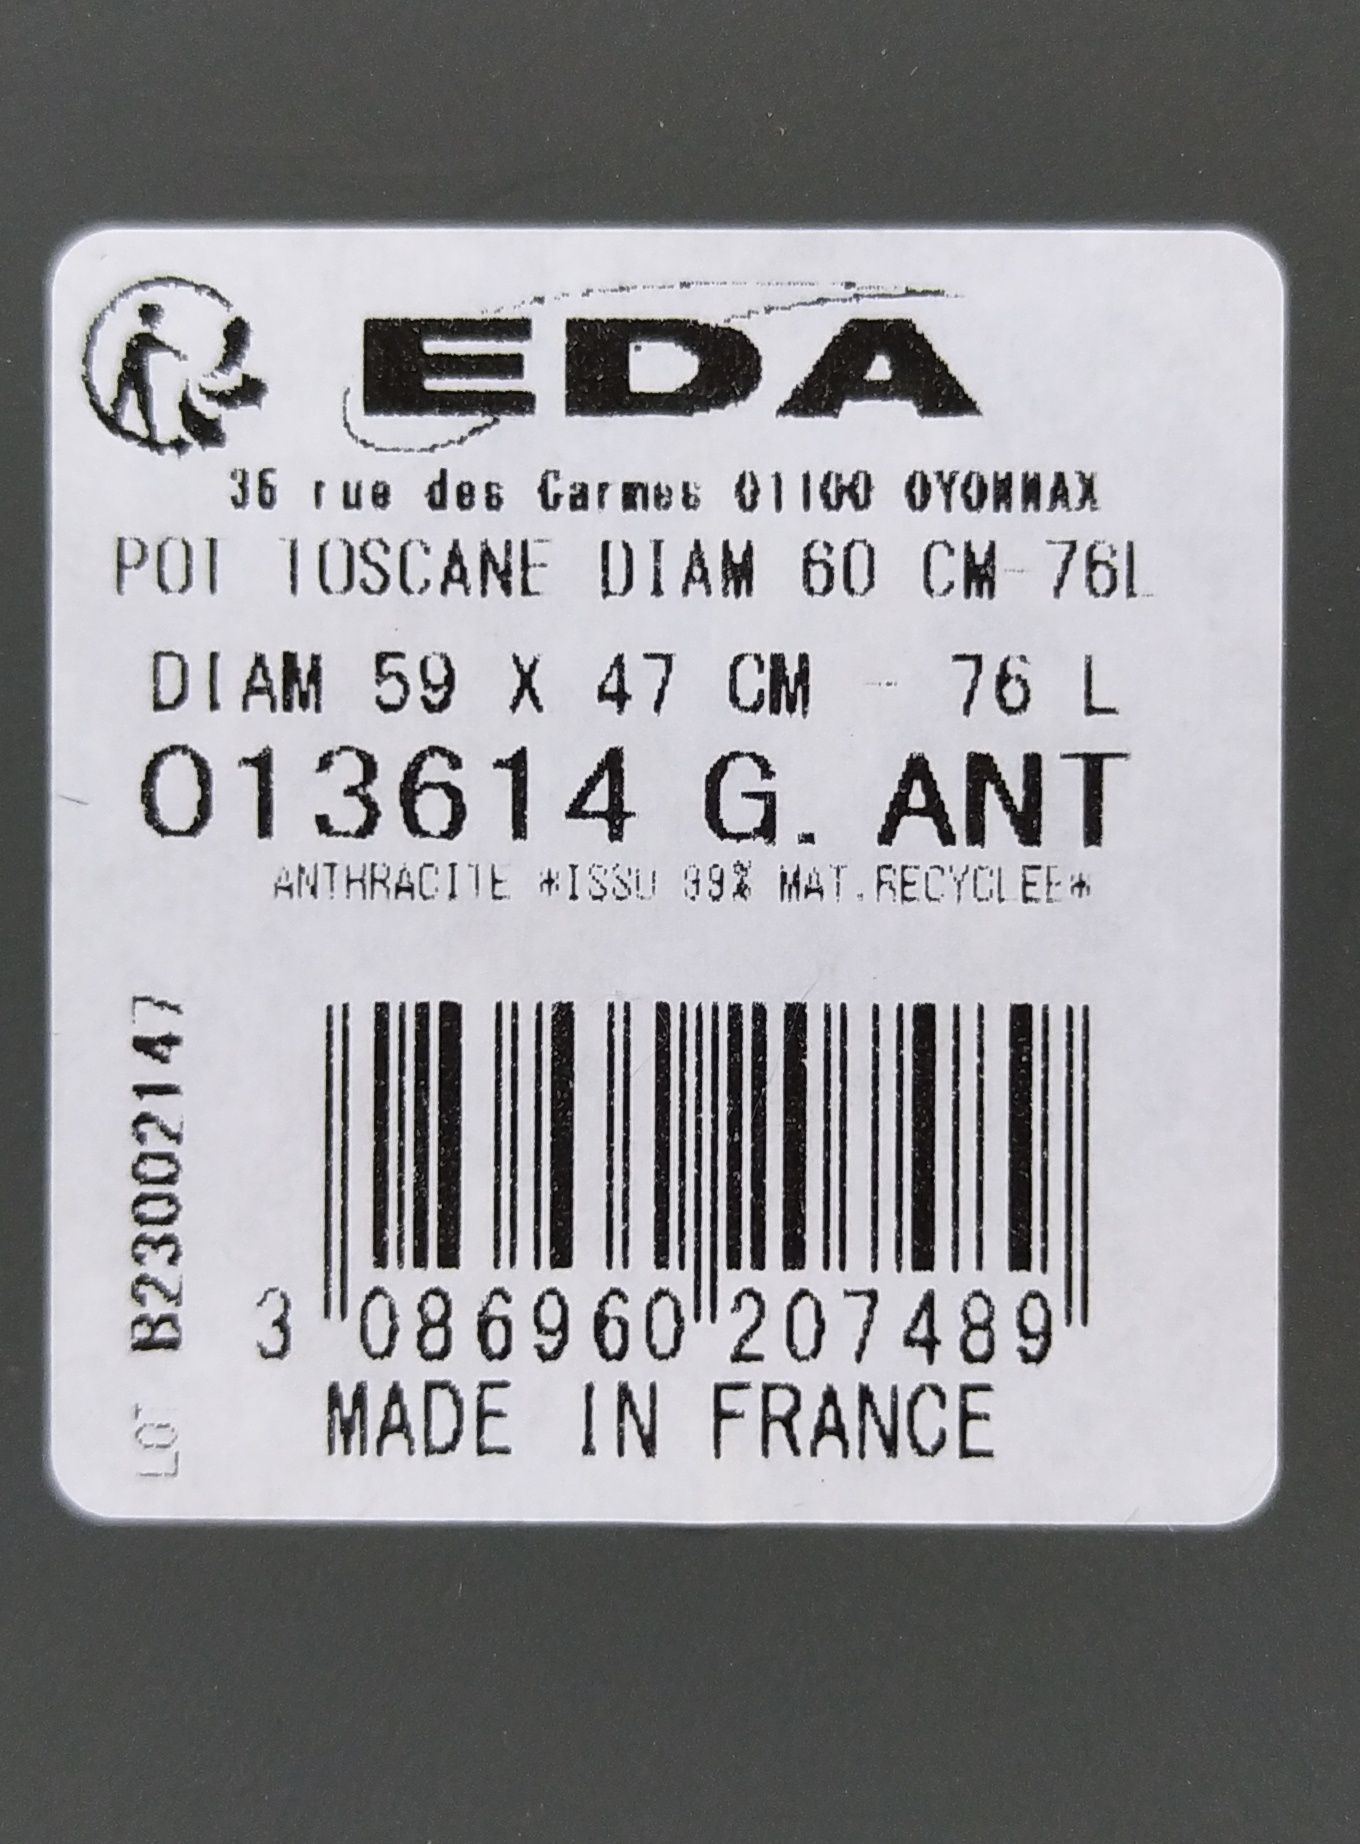 EDA
36 rue des Carmes 01100 OYONNAX
POT TOSCANE DIAM 60 CM-76L
DIAM 59 X 47 CM - 76 L
013614 G. ANT
ANTHRACITE *ISSU 99% MAT.RECYCLEE*
LOT B23002147
3 086960 207489
MADE IN FRANCE